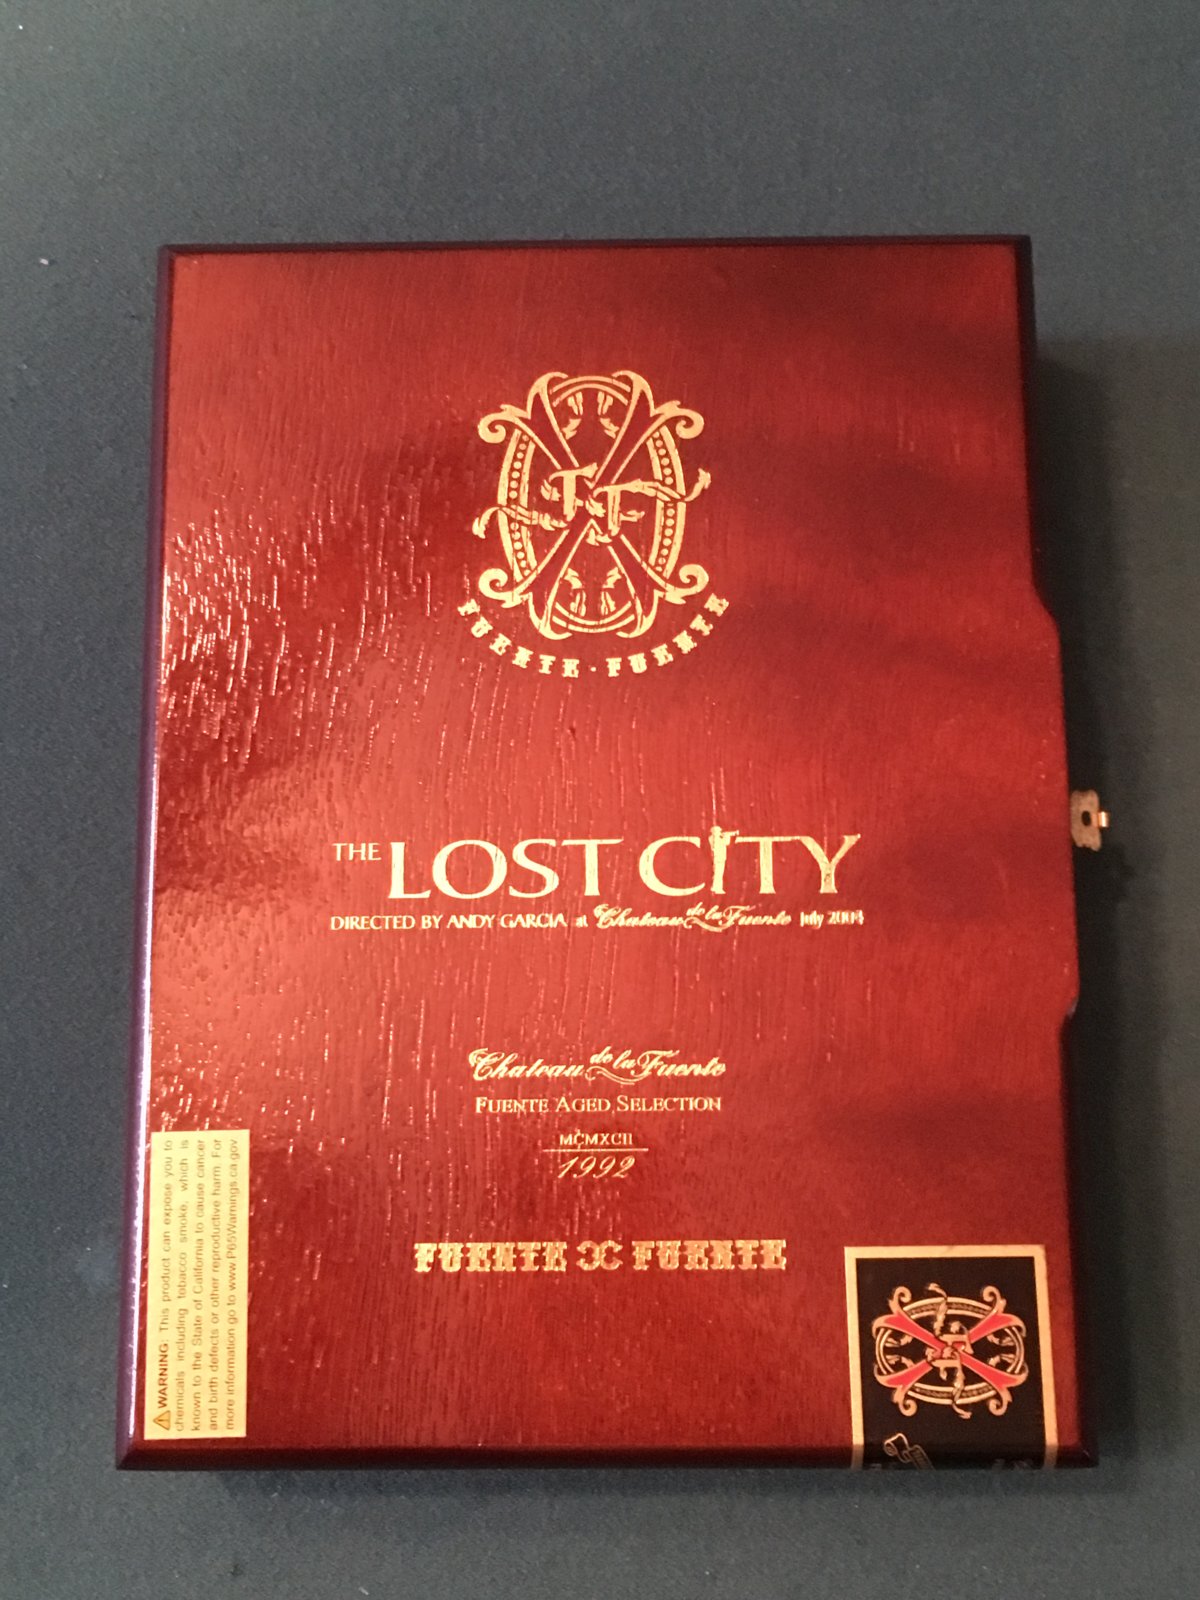 FUENTE · FUENTE
THE LOST CITY
DIRECTED BY ANDY GARCIA at Chateau de la Fuente July 2004
Chateau de la Fuente
FUENTE AGED SELECTION
MCMXCII
1992
FUENTE FUENTE
WARNING: This product can expose you to
chemicals including tobacco smoke, which is
known to the State of California to cause cancer
and birth defects or other reproductive harm. For
more information go to www.P65Warnings.ca.gov